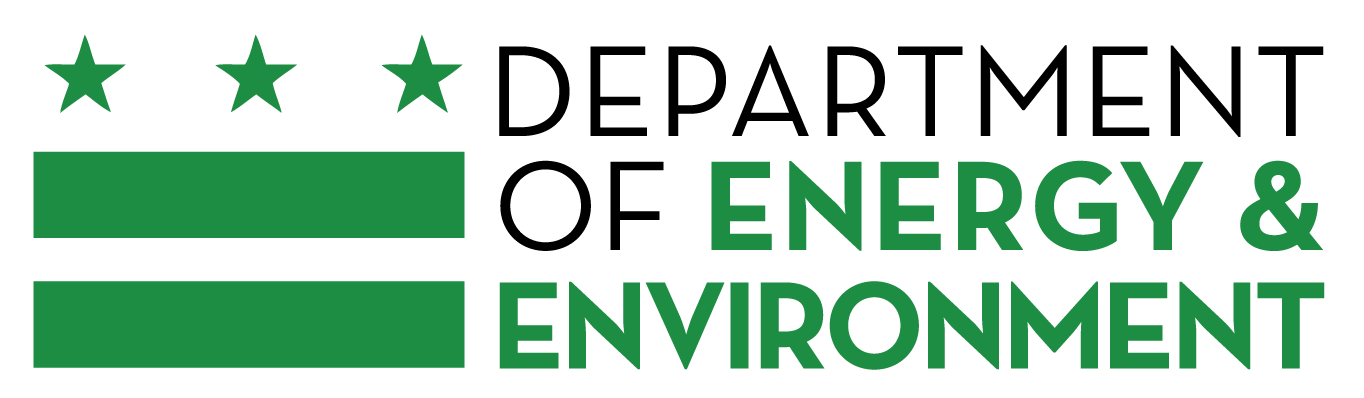 DEPARTMENT
OF ENERGY &
ENVIRONMENT